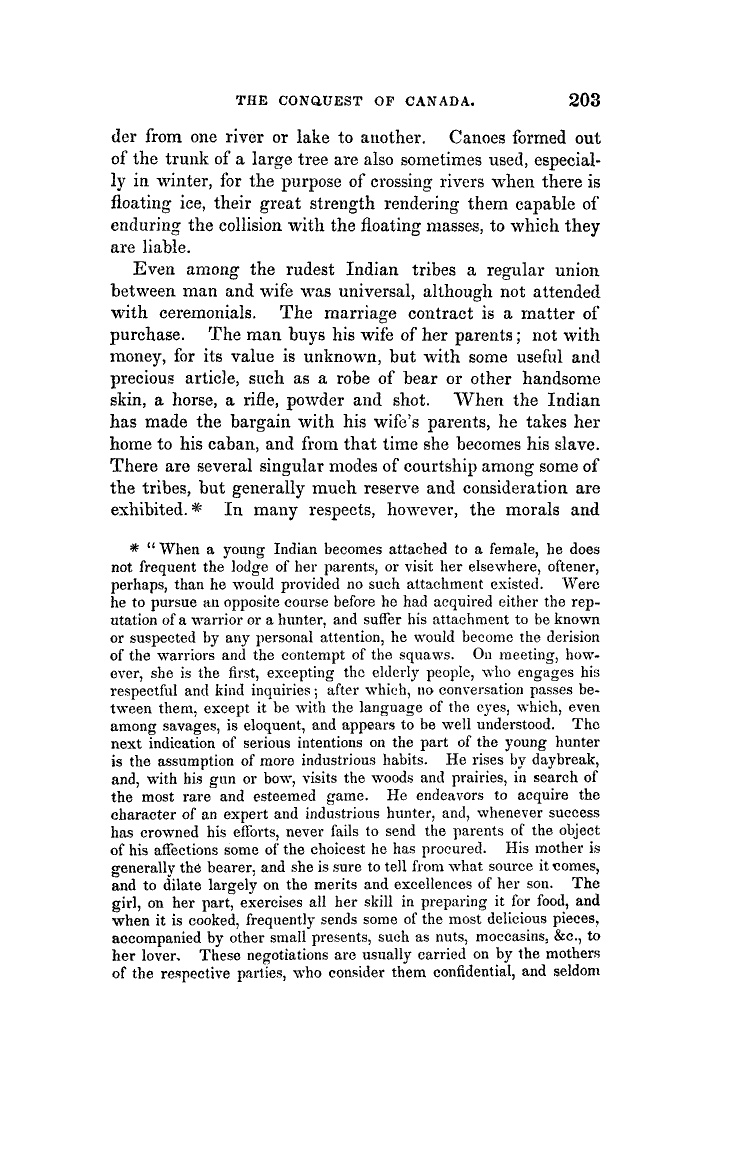 THE CONQUEST OF CANADA. 203
der from one river or lake to another. Canoes formed out
of the trunk of a large tree are also sometimes used, especial-
ly in winter, for the purpose of crossing rivers when there is
floating ice, their great strength rendering them capable of
enduring the collision with the floating masses, to which they
are liable.
Even among the rudest Indian tribes a regular union
between man and wife was universal, although not attended
with ceremonials. The marriage contract is a matter of
purchase. The man buys his wife of her parents; not with
money, for its value is unknown, but with some useful and
precious article, such as a robe of bear or other handsome
skin, a horse, a rifle, powder and shot. When the Indian
has made the bargain with his wife's parents, he takes her
home to his caban, and from that time she becomes his slave.
There are several singular modes of courtship among some of
the tribes, but generally much reserve and consideration are
exhibited.* In many respects, however, the morals and
* "When a young Indian becomes attached to a female, he does
not frequent the lodge of her parents, or visit her elsewhere, oftener,
perhaps, than he would provided no such attachment existed. Were
he to pursue an opposite course before he had acquired either the rep-
utation of a warrior or a hunter, and suffer his attachment to be known
or suspected by any personal attention, he would become the derision
of the warriors and the contempt of the squaws. On meeting, how-
ever, she is the first, excepting the elderly people, who engages his
respectful and kind inquiries; after which, no conversation passes be-
tween them, except it be with the language of the eyes, which, even
among savages, is eloquent, and appears to be well understood. The
next indication of serious intentions on the part of the young hunter
is the assumption of more industrious habits. He rises by daybreak,
and, with his gun or bow, visits the woods and prairies, in search of
the most rare and esteemed game. He endeavors to acquire the
character of an expert and industrious hunter, and, whenever success
has crowned his efforts, never fails to send the parents of the object
of his affections some of the choicest he has procured. His mother is
generally the bearer, and she is sure to tell from what source it comes,
and to dilate largely on the merits and excellences of her son. The
girl, on her part, exercises all her skill in preparing it for food, and
when it is cooked, frequently sends some of the most delicious pieces,
accompanied by other small presents, such as nuts, moccasins, &c., to
her lover. These negotiations are usually carried on by the mothers
of the respective parties, who consider them confidential, and seldom